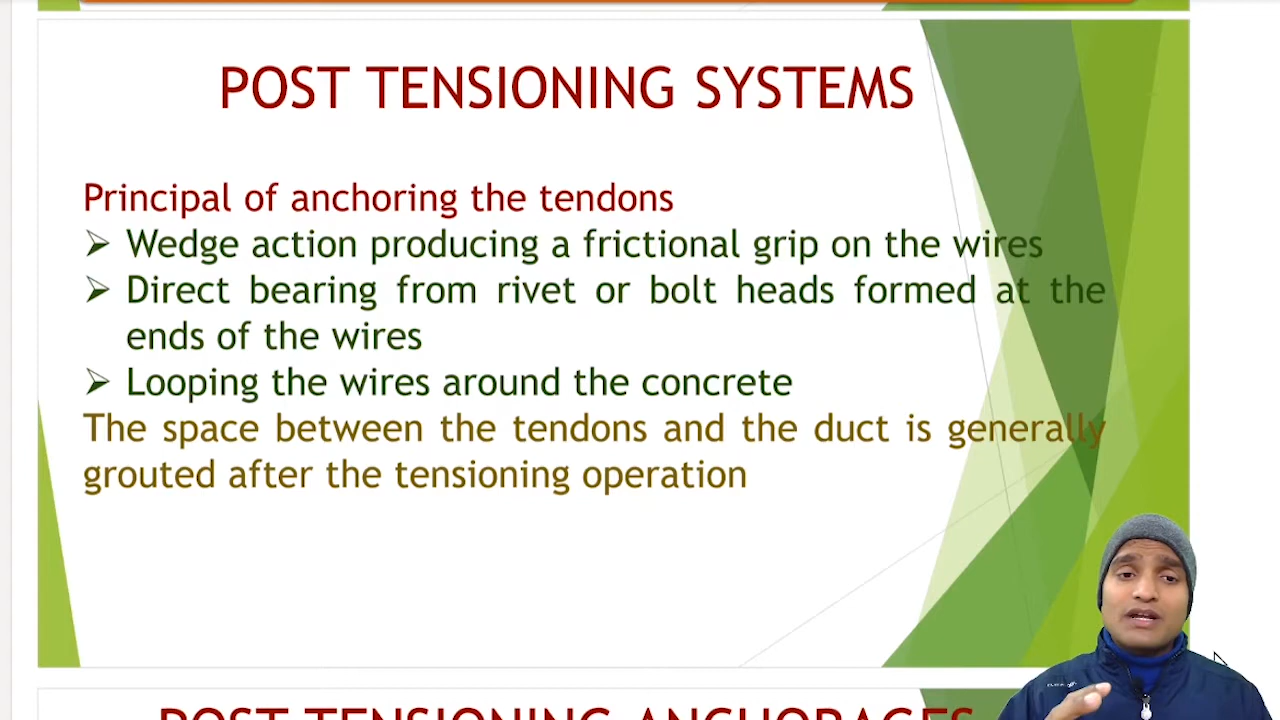 POST TENSIONING SYSTEMS
Principal of anchoring the tendons
➢ Wedge action producing a frictional grip on the wires
➢ Direct bearing from rivet or bolt heads formed at the
ends of the wires
➢ Looping the wires around the concrete
The space between the tendons and the duct is generally
grouted after the tensioning operation
POST TENSIONING ANCHORAGES